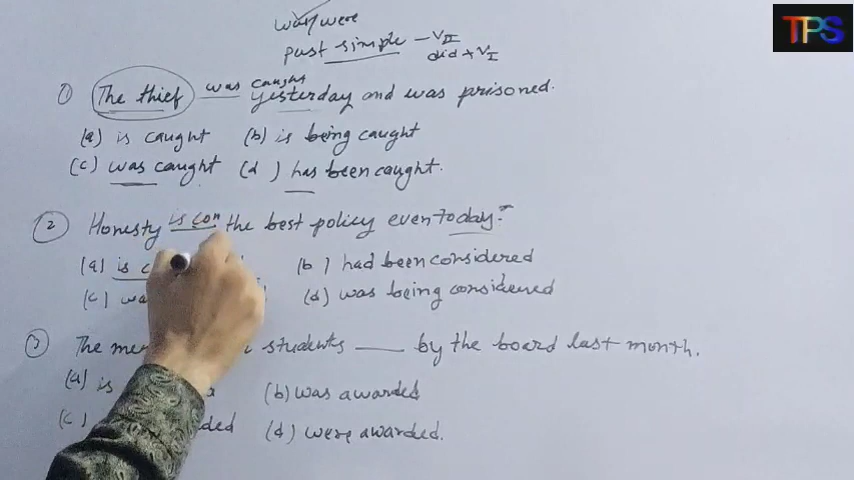 TPS
was/were
past simple - VII
did + VI
1) The thief was caught yesterday and was prisoned.
(a) is caught (b) is being caught
(c) was caught (d) has been caught.
2 Honesty is con the best policy even today.
(a) is (b) had been considered
(c) (d) was being considered
3 The students ___ by the board last month.
(a) is (b) was awarded
(c) (d) were awarded.